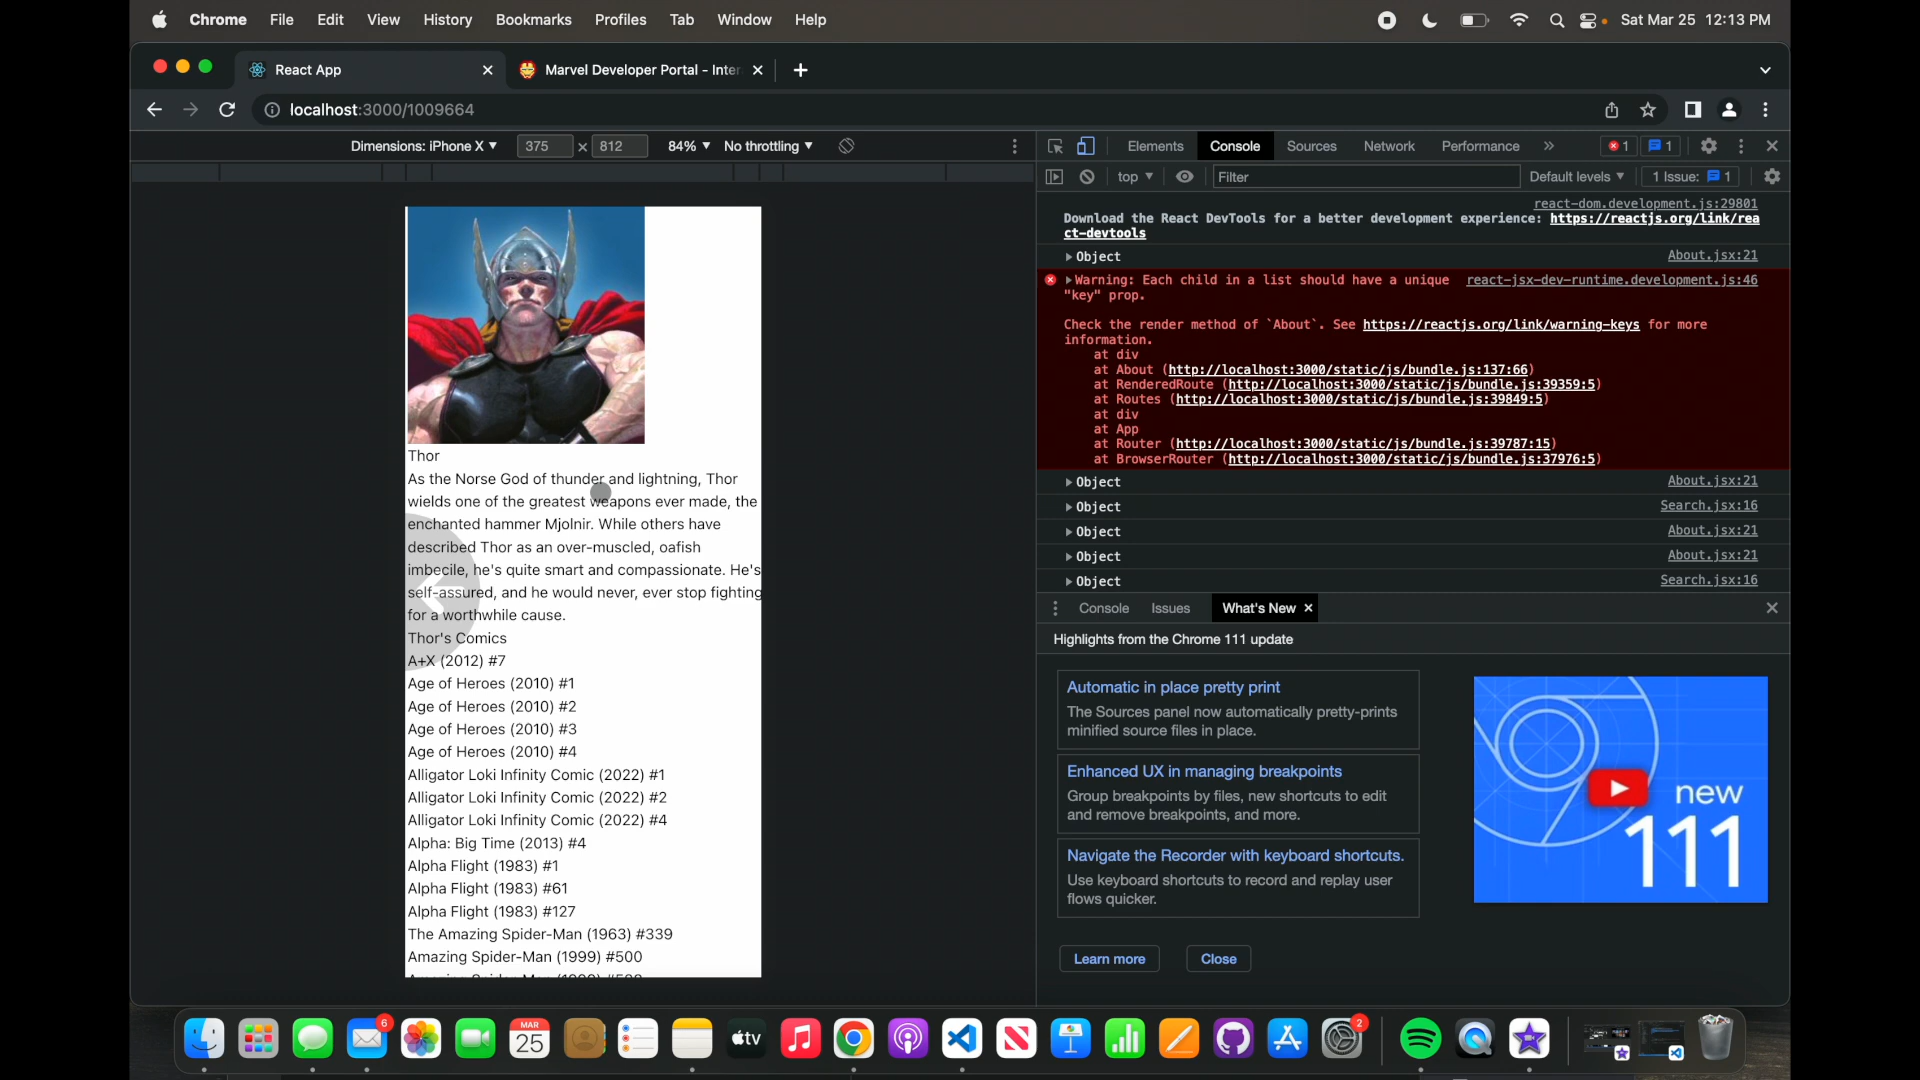 Chrome File Edit View History Bookmarks Profiles Tab Window Help Sat Mar 25 12:13 PM
React App Marvel Developer Portal - Inter
localhost:3000/1009664
Dimensions: iPhone X 375 x 812 84% No throttling
Elements Console Sources Network Performance 1 1
top Filter Default levels 1 Issue: 1
Thor
As the Norse God of thunder and lightning, Thor
wields one of the greatest weapons ever made, the
enchanted hammer Mjolnir. While others have
described Thor as an over-muscled, oafish
imbecile, he's quite smart and compassionate. He's
self-assured, and he would never, ever stop fighting
for a worthwhile cause.
Thor's Comics
A+X (2012) #7
Age of Heroes (2010) #1
Age of Heroes (2010) #2
Age of Heroes (2010) #3
Age of Heroes (2010) #4
Alligator Loki Infinity Comic (2022) #1
Alligator Loki Infinity Comic (2022) #2
Alligator Loki Infinity Comic (2022) #4
Alpha: Big Time (2013) #4
Alpha Flight (1983) #1
Alpha Flight (1983) #61
Alpha Flight (1983) #127
The Amazing Spider-Man (1963) #339
Amazing Spider-Man (1999) #500
react-dom.development.js:29801
Download the React DevTools for a better development experience: https://reactjs.org/link/rea
ct-devtools
Object About.jsx:21
Warning: Each child in a list should have a unique react-jsx-dev-runtime.development.js:46
"key" prop.
Check the render method of `About`. See https://reactjs.org/link/warning-keys for more
information.
at div
at About (http://localhost:3000/static/js/bundle.js:137:66)
at RenderedRoute (http://localhost:3000/static/js/bundle.js:39359:5)
at Routes (http://localhost:3000/static/js/bundle.js:39849:5)
at div
at App
at Router (http://localhost:3000/static/js/bundle.js:39787:15)
at BrowserRouter (http://localhost:3000/static/js/bundle.js:37976:5)
Object About.jsx:21
Object Search.jsx:16
Object About.jsx:21
Object About.jsx:21
Object Search.jsx:16
Console Issues What's New
Highlights from the Chrome 111 update
Automatic in place pretty print
The Sources panel now automatically pretty-prints
minified source files in place.
Enhanced UX in managing breakpoints
Group breakpoints by files, new shortcuts to edit
and remove breakpoints, and more.
Navigate the Recorder with keyboard shortcuts.
Use keyboard shortcuts to record and replay user
flows quicker.
new
111
Learn more Close
6 MAR 25 tv 2